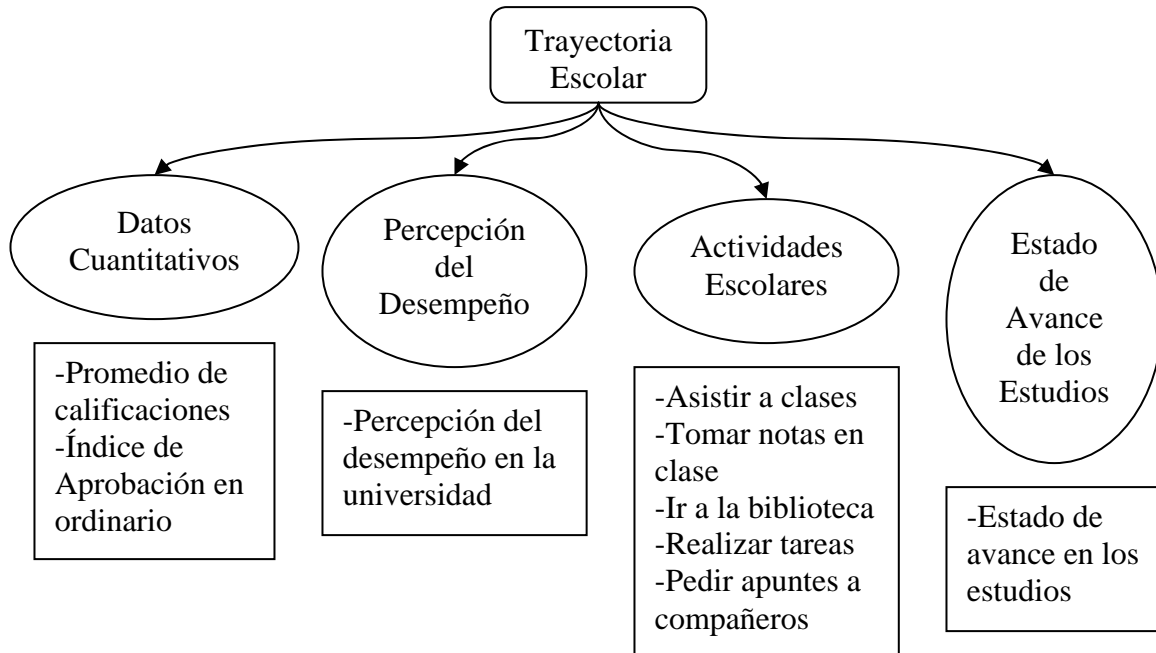 Trayectoria
Escolar
Datos
Cuantitativos
Percepción
del
Desempeño
Actividades
Escolares
Estado
de
Avance
de los
Estudios
-Promedio de
calificaciones
-Índice de
Aprobación en
ordinario
-Percepción del
desempeño en la
universidad
-Asistir a clases
-Tomar notas en
clase
-Ir a la biblioteca
-Realizar tareas
-Pedir apuntes a
compañeros
-Estado de
avance en los
estudios